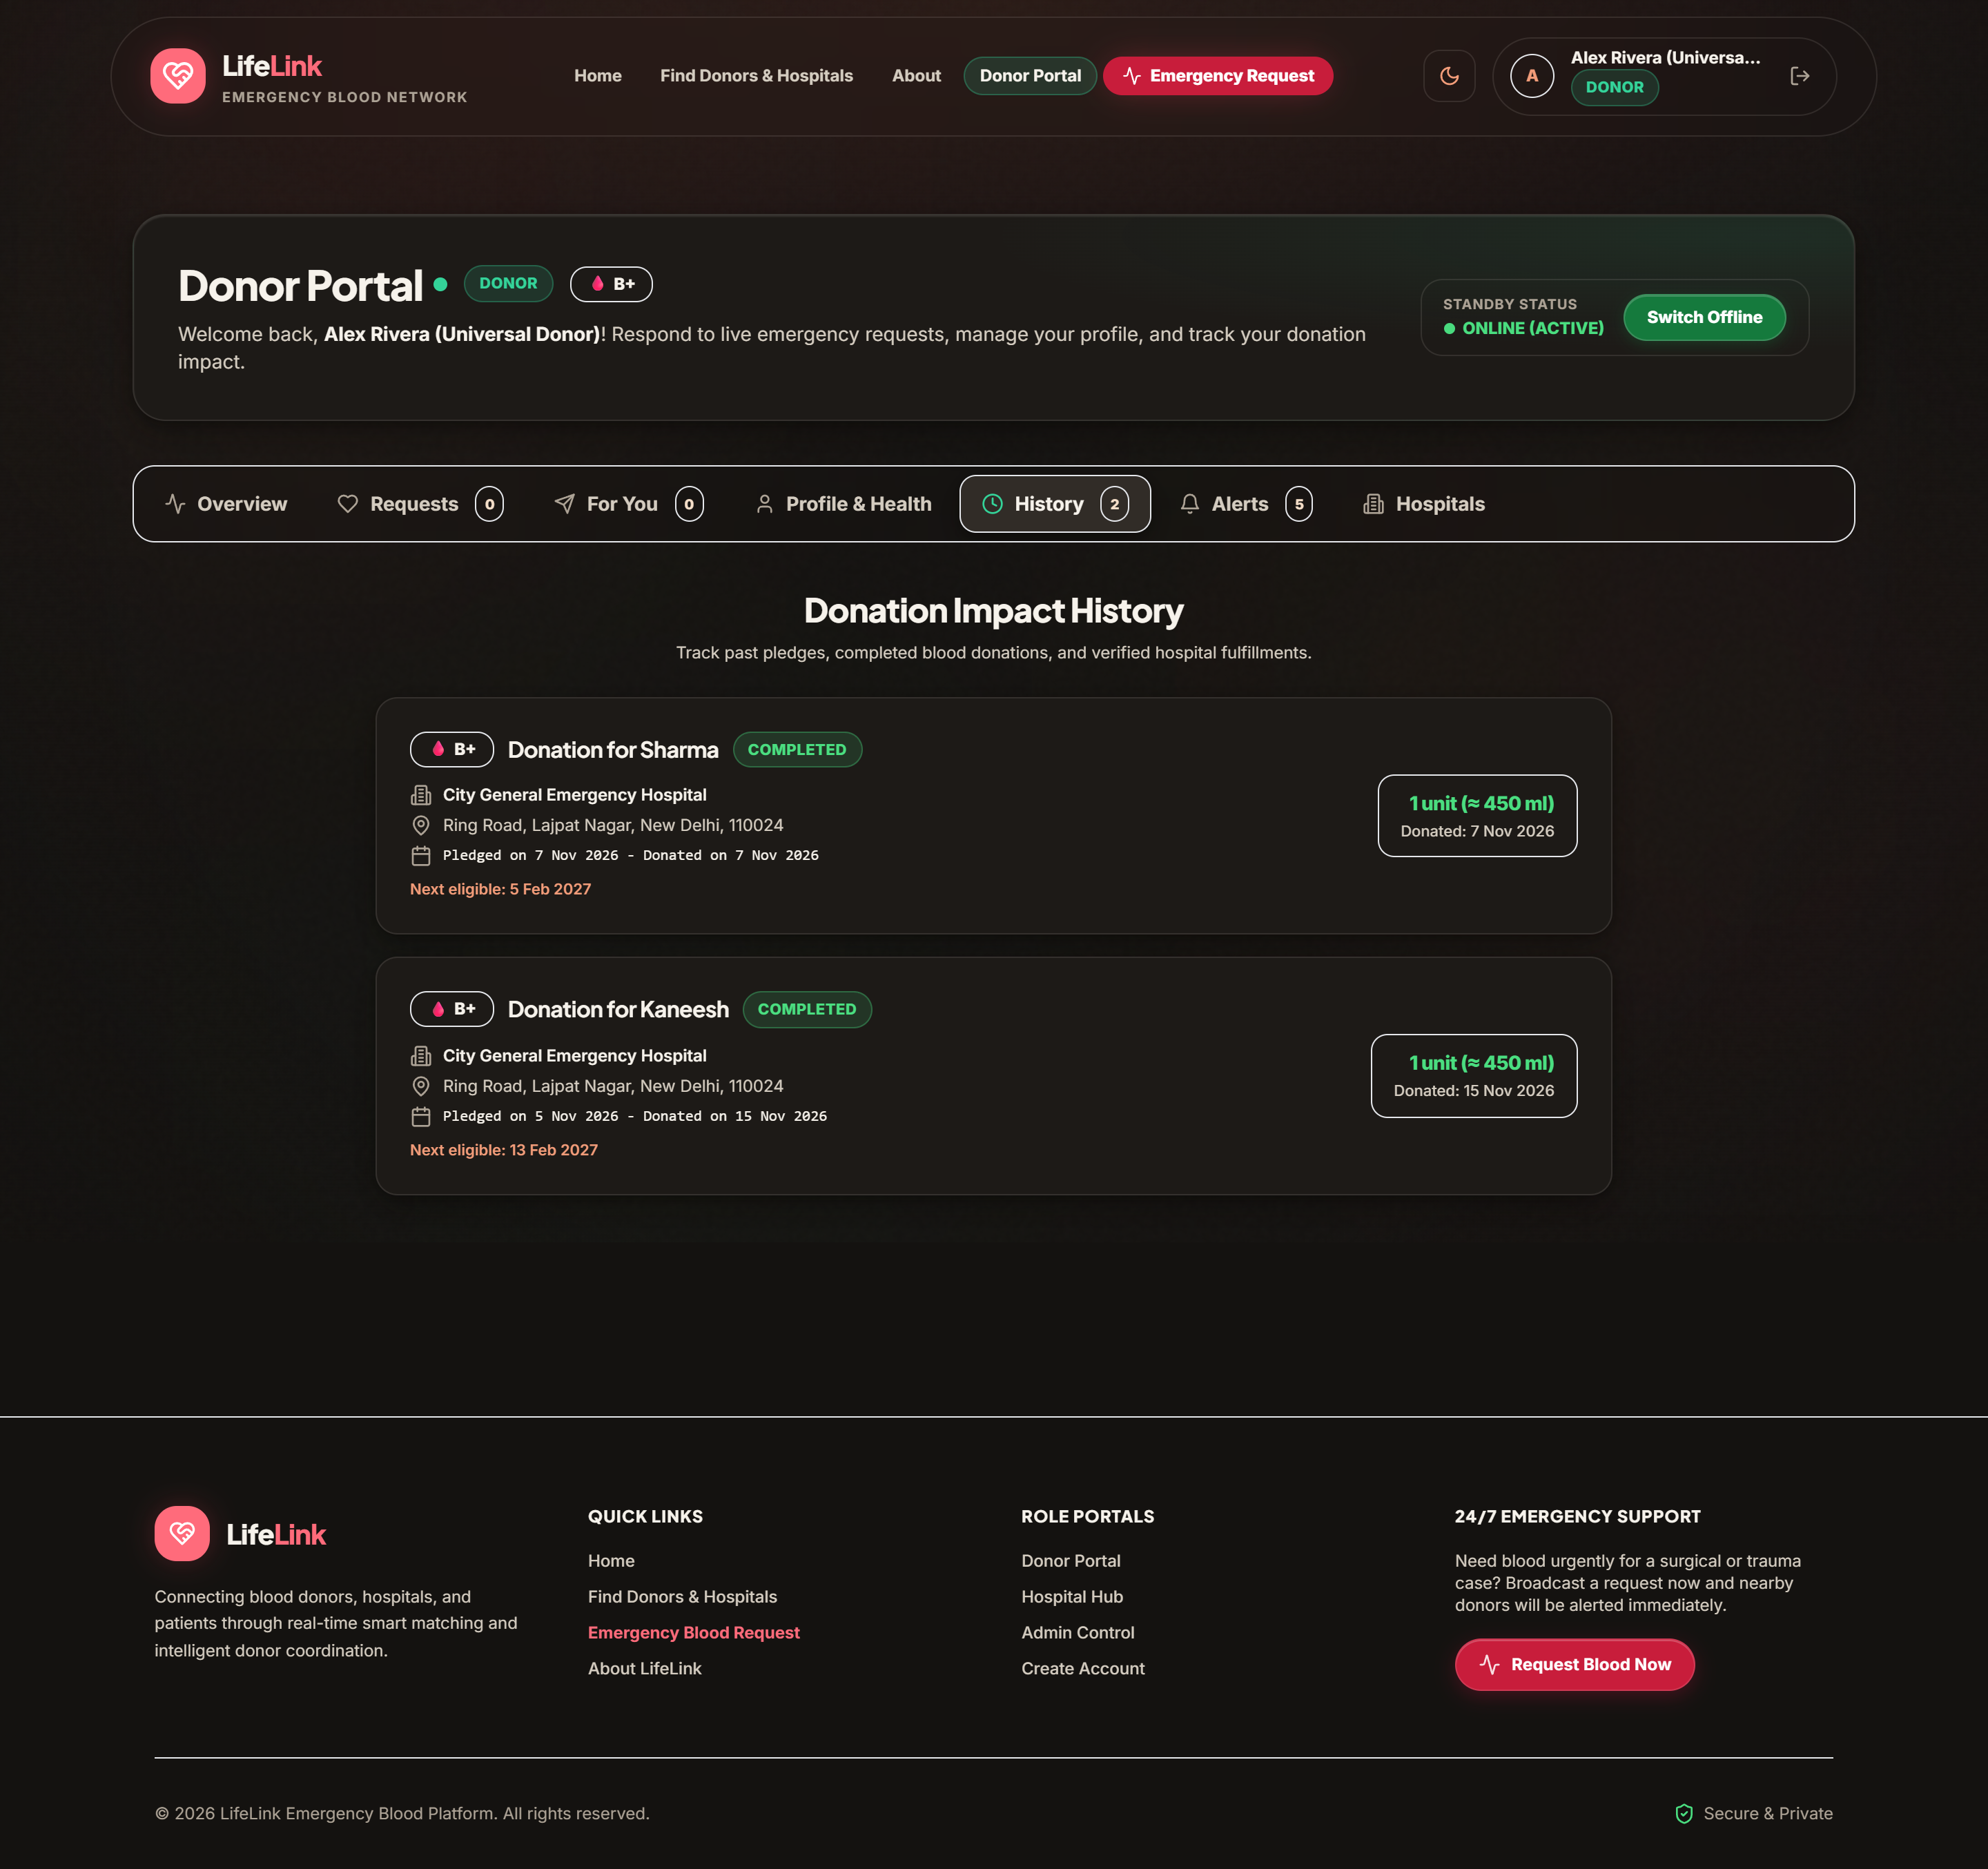 LifeLink
EMERGENCY BLOOD NETWORK
Home
Find Donors & Hospitals
About
Donor Portal
Emergency Request
A
Alex Rivera (Universa...
DONOR
Donor Portal
DONOR
B+
Welcome back, Alex Rivera (Universal Donor)! Respond to live emergency requests, manage your profile, and track your donation
impact.
STANDBY STATUS
ONLINE (ACTIVE)
Switch Offline
Overview
Requests 0
For You 0
Profile & Health
History 2
Alerts 5
Hospitals
Donation Impact History
Track past pledges, completed blood donations, and verified hospital fulfillments.
B+ Donation for Sharma COMPLETED
City General Emergency Hospital
Ring Road, Lajpat Nagar, New Delhi, 110024
Pledged on 7 Nov 2026 - Donated on 7 Nov 2026
Next eligible: 5 Feb 2027
1 unit (≈ 450 ml)
Donated: 7 Nov 2026
B+ Donation for Kaneesh COMPLETED
City General Emergency Hospital
Ring Road, Lajpat Nagar, New Delhi, 110024
Pledged on 5 Nov 2026 - Donated on 15 Nov 2026
Next eligible: 13 Feb 2027
1 unit (≈ 450 ml)
Donated: 15 Nov 2026
LifeLink
Connecting blood donors, hospitals, and
patients through real-time smart matching and
intelligent donor coordination.
QUICK LINKS
Home
Find Donors & Hospitals
Emergency Blood Request
About LifeLink
ROLE PORTALS
Donor Portal
Hospital Hub
Admin Control
Create Account
24/7 EMERGENCY SUPPORT
Need blood urgently for a surgical or trauma
case? Broadcast a request now and nearby
donors will be alerted immediately.
Request Blood Now
© 2026 LifeLink Emergency Blood Platform. All rights reserved.
Secure & Private